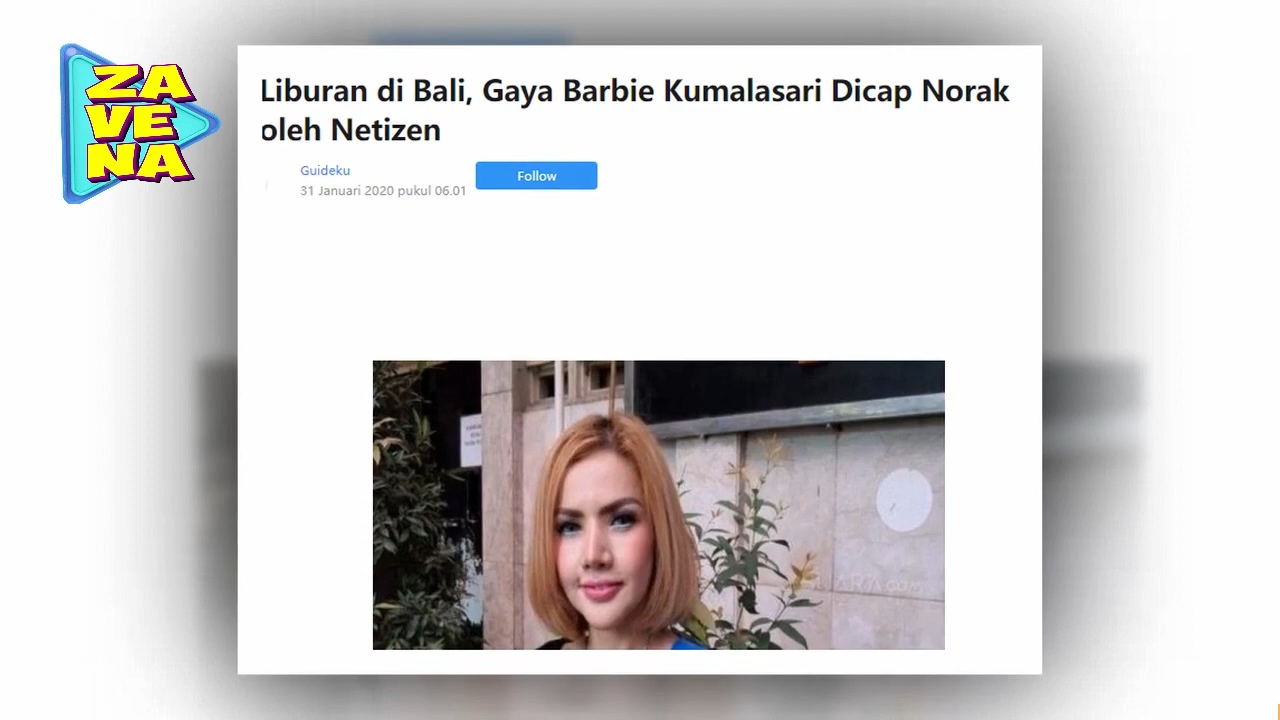 ZA
VE
NA
Liburan di Bali, Gaya Barbie Kumalasari Dicap Norak
oleh Netizen
Guideku
31 Januari 2020 pukul 06.01
Follow